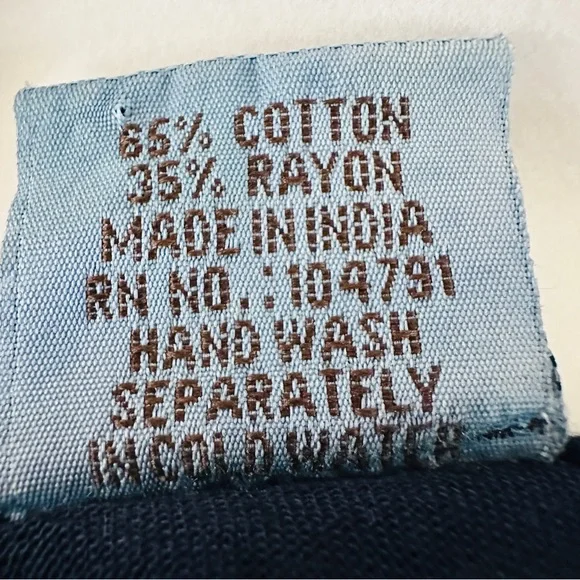 65% COTTON
35% RAYON
MADE IN INDIA
RN NO.:104791
HAND WASH
SEPARATELY
IN COLD WATER